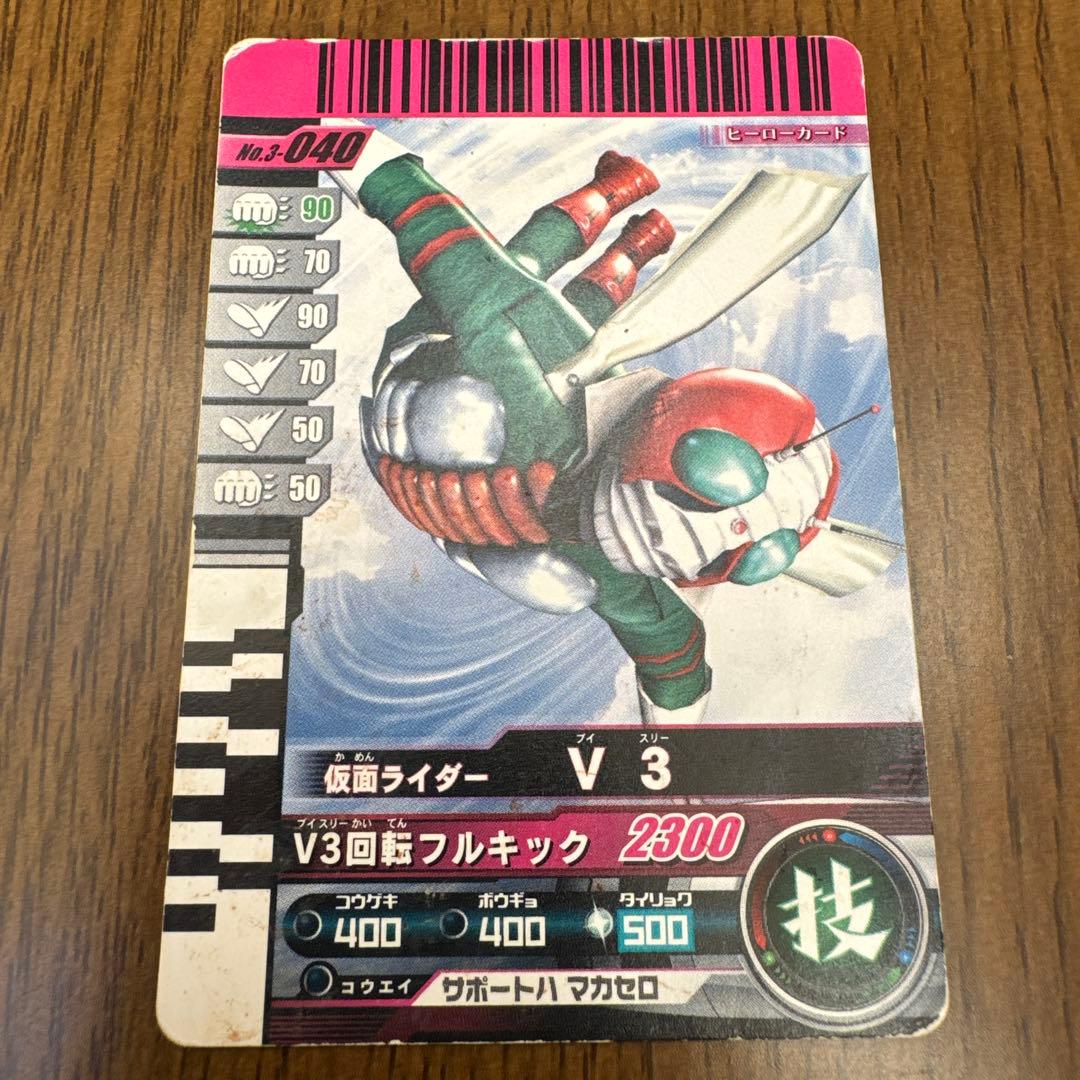 No.3-040
ヒーローカード
90
70
90
70
50
50
かめん ブイ スリー
仮面ライダー V 3
ブイスリーかい てん
V3回転フルキック 2300
コウゲキ ボウギョ タイリョク
400 400 500
技
コウエイ サポートハ マカセロ